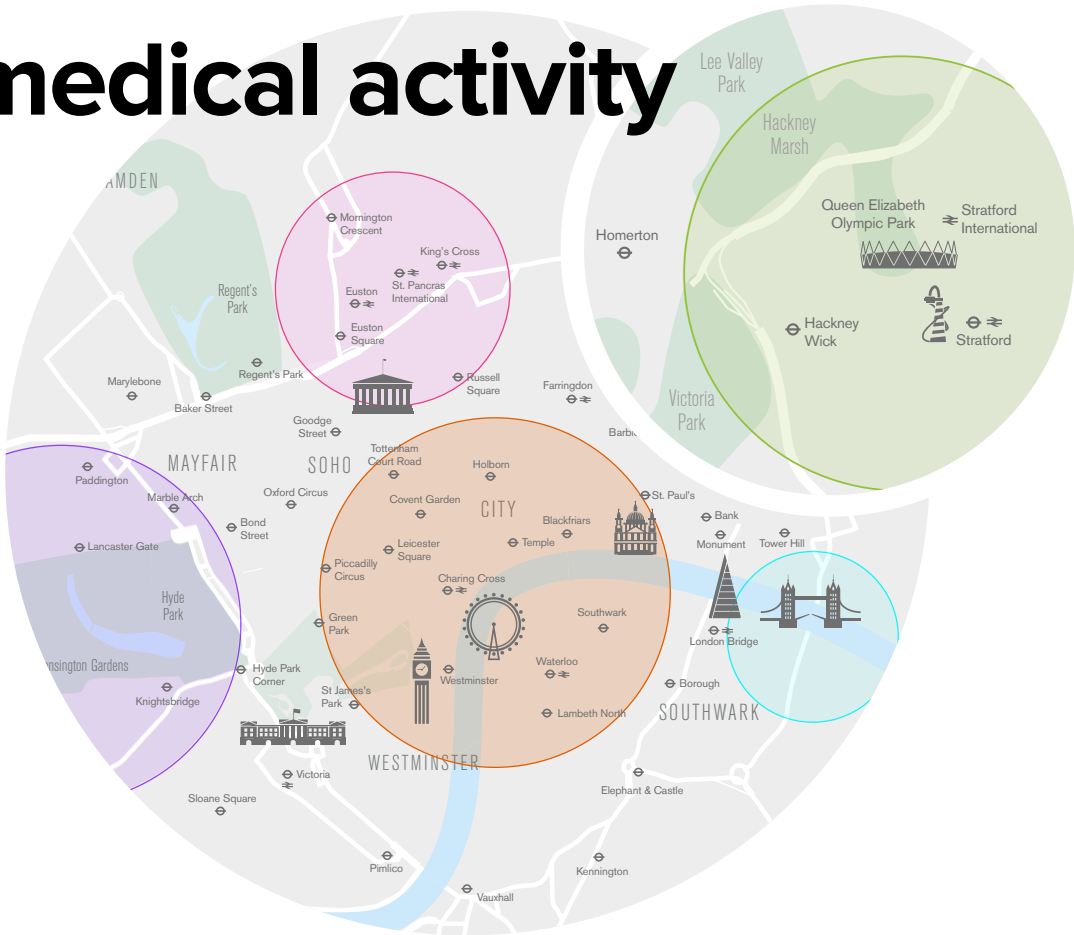 medical activity
Lee Valley
Park
Hackney
Marsh
AMDEN
Queen Elizabeth
Olympic Park
Stratford
International
Mornington
Crescent
Homerton
King's Cross
St. Pancras
International
Euston
Regent's
Park
Euston
Square
Hackney
Wick
Stratford
Regent's Park
Marylebone
Russell
Square
Farringdon
Baker Street
Victoria
Park
Goodge
Street
Barbi
Tottenham
Court Road
MAYFAIR
SOHO
Holborn
Paddington
Oxford Circus
Marble Arch
Covent Garden
CITY
St. Paul's
Bank
Blackfriars
Bond
Street
Lancaster Gate
Leicester
Square
Temple
Monument
Tower Hill
Piccadilly
Circus
Charing Cross
Hyde
Park
Green
Park
Southwark
London Bridge
nsington Gardens
Hyde Park
Corner
Waterloo
Westminster
Knightsbridge
St James's
Park
Borough
Lambeth North
SOUTHWARK
WESTMINSTER
Victoria
Sloane Square
Elephant & Castle
Pimlico
Kennington
Vauxhall